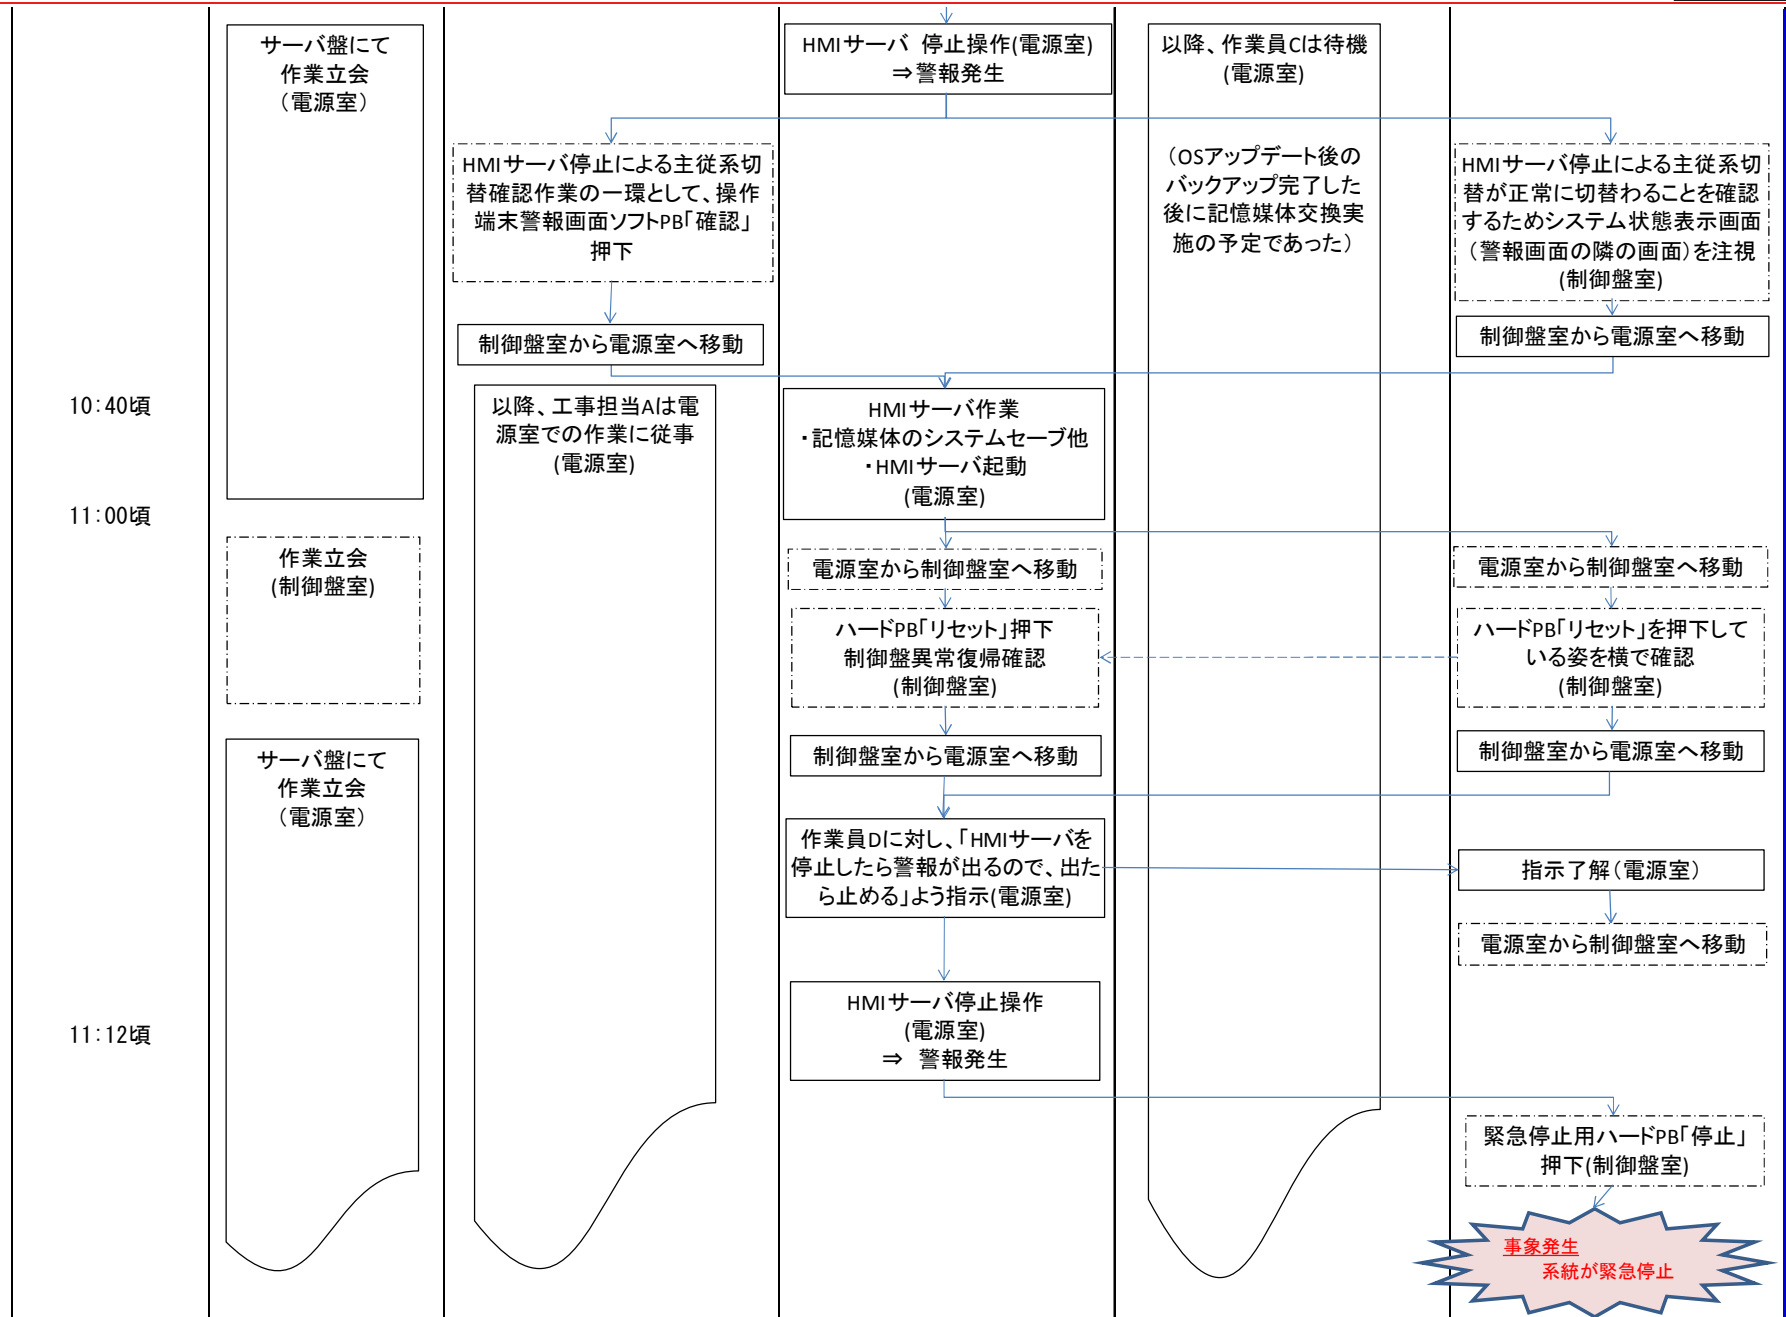 サーバ盤にて
作業立会
（電源室）
HMIサーバ 停止操作(電源室)
⇒警報発生
以降、作業員Cは待機
(電源室)
（OSアップデート後の
バックアップ完了した
後に記憶媒体交換実
施の予定であった）
HMIサーバ停止による主従系切
替確認作業の一環として、操作
端末警報画面ソフトPB「確認」
押下
HMIサーバ停止による主従系切
替が正常に切替わることを確認
するためシステム状態表示画面
（警報画面の隣の画面）を注視
(制御盤室)
制御盤室から電源室へ移動
制御盤室から電源室へ移動
10:40頃
以降、工事担当Aは電
源室での作業に従事
(電源室)
HMIサーバ作業
・記憶媒体のシステムセーブ他
・HMIサーバ起動
(電源室)
11:00頃
作業立会
(制御盤室)
電源室から制御盤室へ移動
電源室から制御盤室へ移動
ハードPB「リセット」押下
制御盤異常復帰確認
(制御盤室)
ハードPB「リセット」を押下して
いる姿を横で確認
(制御盤室)
サーバ盤にて
作業立会
（電源室）
制御盤室から電源室へ移動
制御盤室から電源室へ移動
作業員Dに対し、「HMIサーバを
停止したら警報が出るので、出た
ら止める」よう指示(電源室)
指示了解（電源室）
電源室から制御盤室へ移動
11:12頃
HMIサーバ停止操作
(電源室)
⇒ 警報発生
緊急停止用ハードPB「停止」
押下(制御盤室)
事象発生
系統が緊急停止